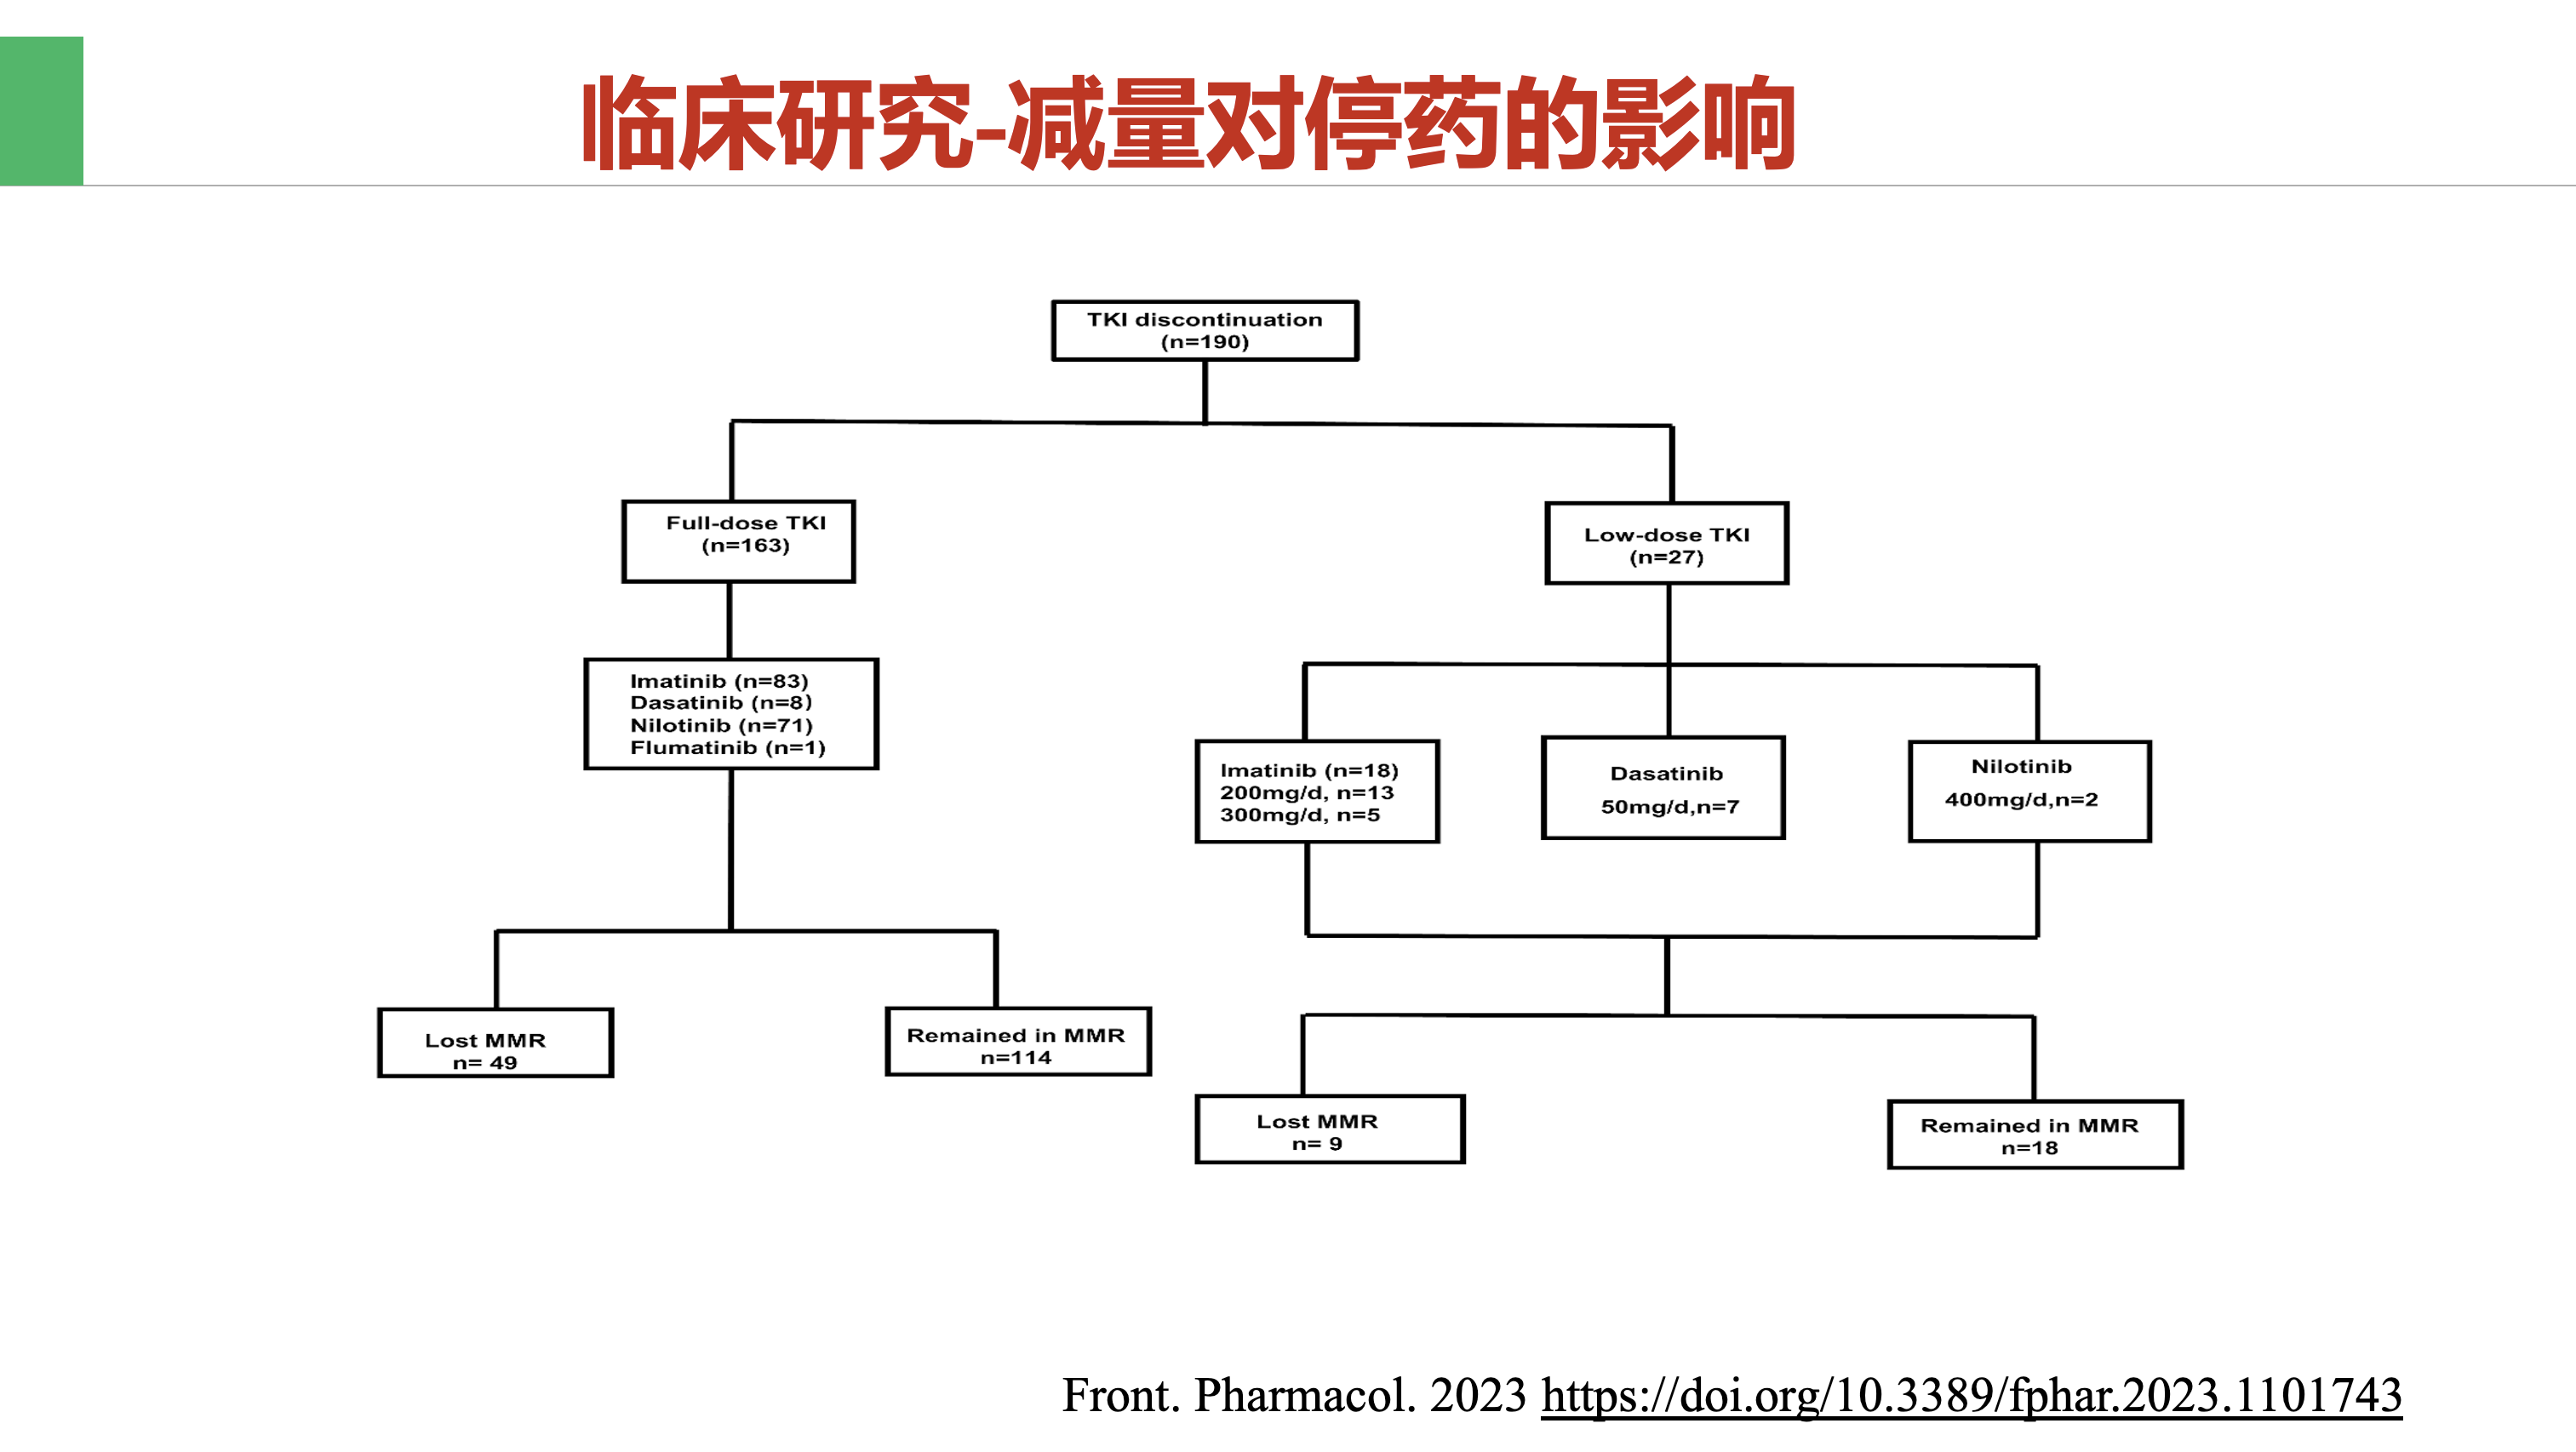 临床研究-减量对停药的影响
TKI discontinuation
(n=190)
Full-dose TKI
(n=163)
Low-dose TKI
(n=27)
Imatinib (n=83)
Dasatinib (n=8)
Nilotinib (n=71)
Flumatinib (n=1)
Imatinib (n=18)
200mg/d, n=13
300mg/d, n=5
Dasatinib
50mg/d,n=7
Nilotinib
400mg/d,n=2
Lost MMR
n= 49
Remained in MMR
n=114
Lost MMR
n= 9
Remained in MMR
n=18
Front. Pharmacol. 2023 https://doi.org/10.3389/fphar.2023.1101743